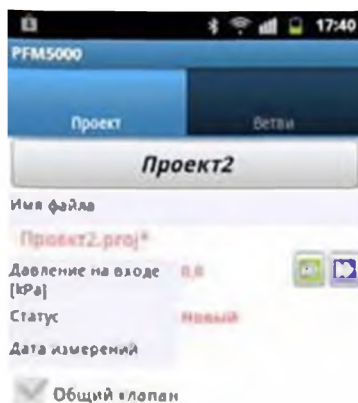 17:40
PFM5000
Проект Ветви
Проект2
Имя файла
Проект2.proj*
Давление на входе 0,0
[kPa]
Статус Новый
Дата измерений
Общий клапан